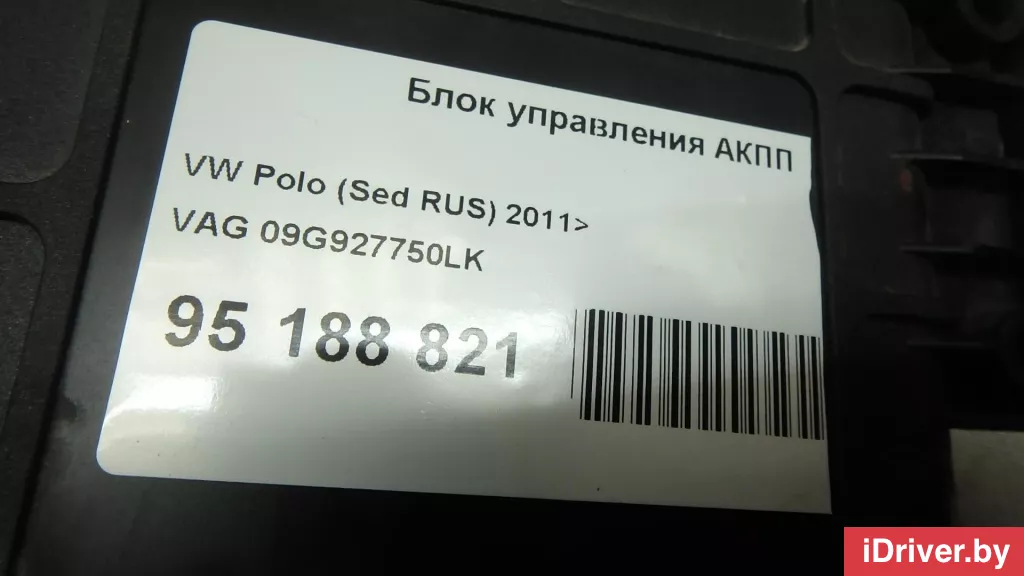 Блок управления АКПП
VW Polo (Sed RUS) 2011>
VAG 09G927750LK
95 188 821
iDriver.by